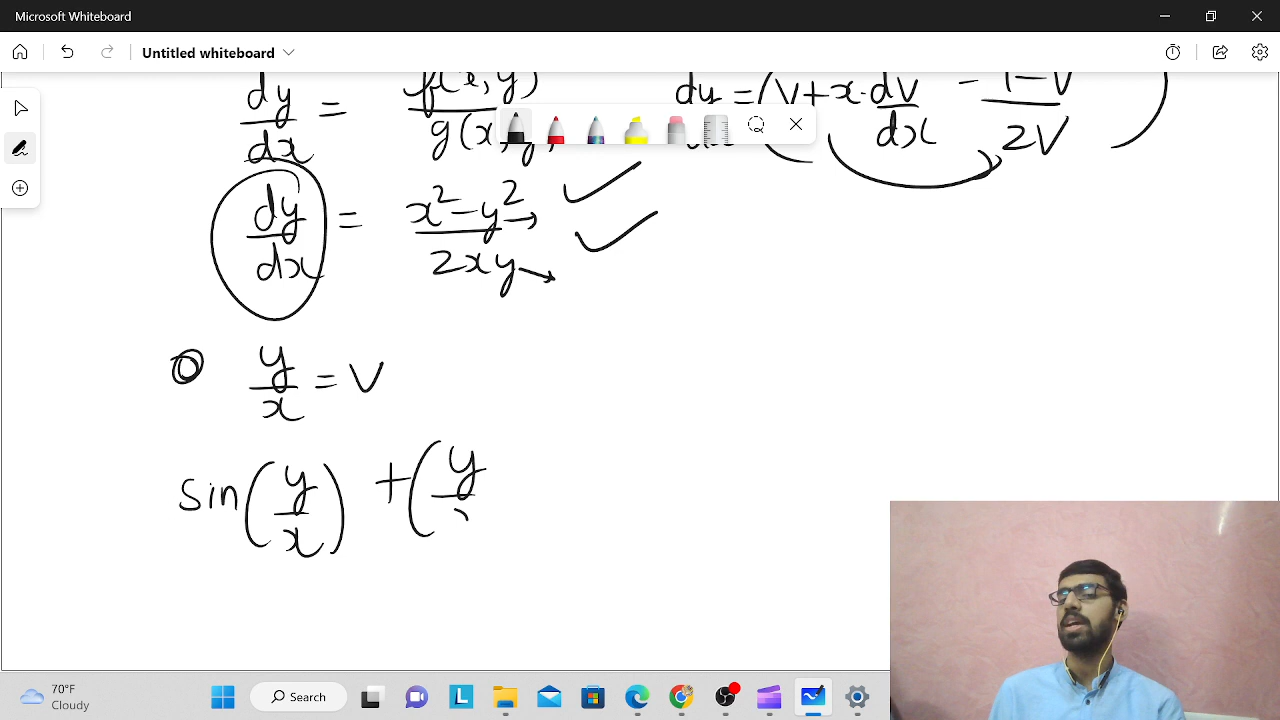 Microsoft Whiteboard
Untitled whiteboard
dy/dx = f(x,y)/g(x,y)
dy = (v+x.dv/dx - 1-v/2v
dy/dx = x²-y²/2xy
y/x = v
sin(y/x) + (y
70°F
Cloudy
Search